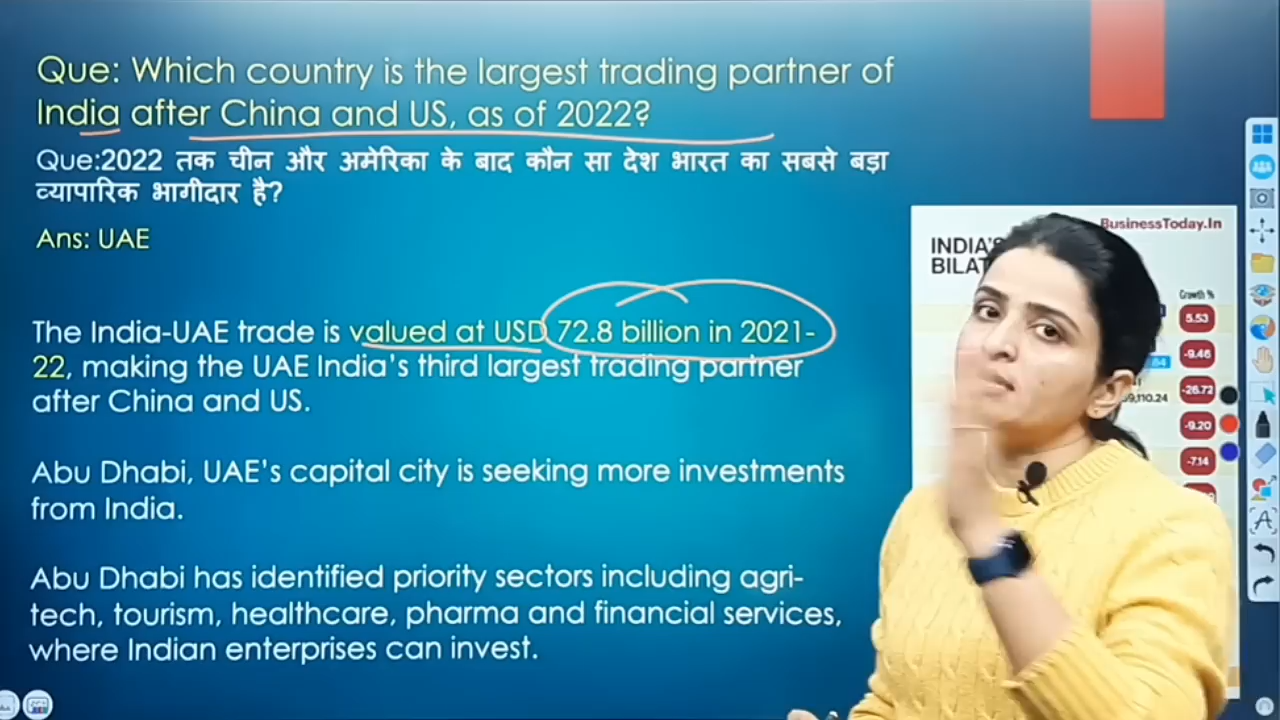 Que: Which country is the largest trading partner of
India after China and US, as of 2022?
Que:2022 तक चीन और अमेरिका के बाद कौन सा देश भारत का सबसे बड़ा
व्यापारिक भागीदार है?
Ans: UAE
The India-UAE trade is valued at USD 72.8 billion in 2021-
22, making the UAE India's third largest trading partner
after China and US.
Abu Dhabi, UAE's capital city is seeking more investments
from India.
Abu Dhabi has identified priority sectors including agri-
tech, tourism, healthcare, pharma and financial services,
where Indian enterprises can invest.
BusinessToday.In
INDIA'S
Growth %
5.53
-9.46
-26.72
-9.20
-7.14